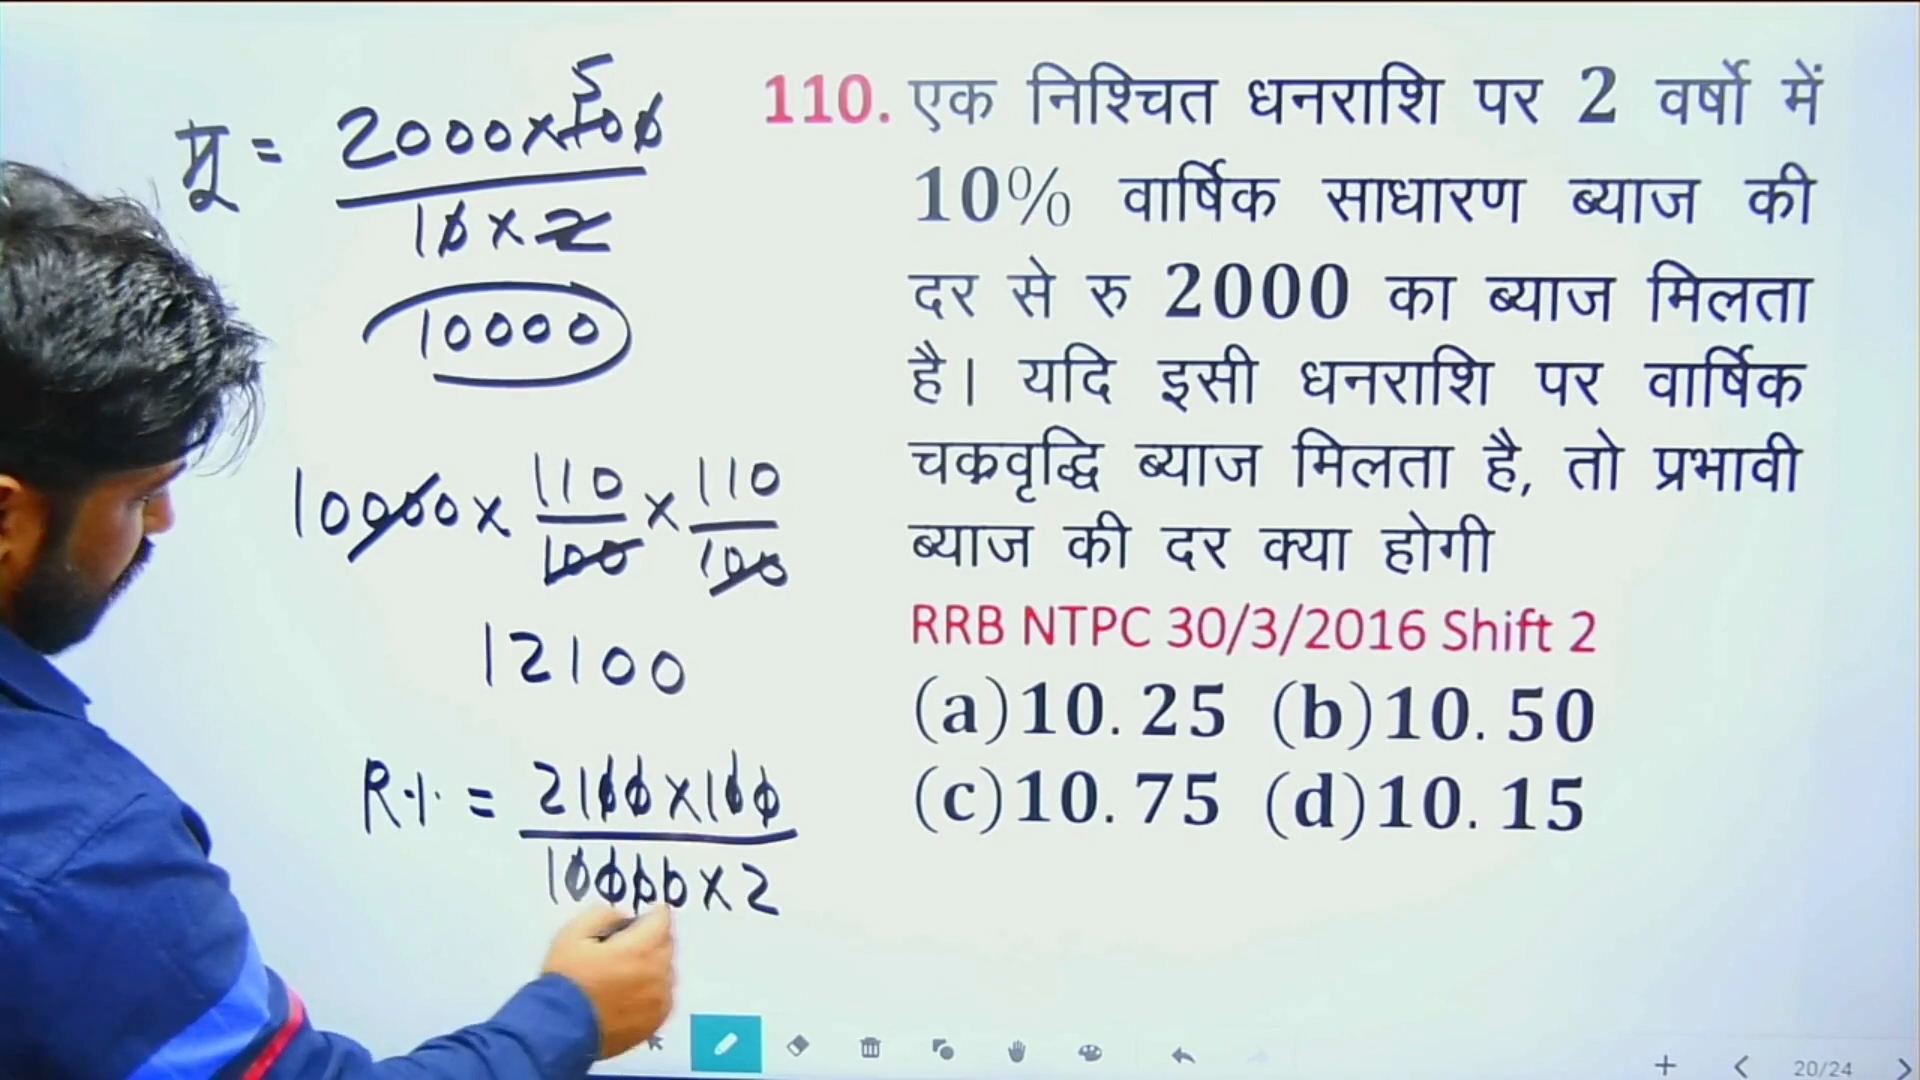 मू = 2000×100
5
10×2
10000
10000 × 110/100 × 110/100
12100
R% = 2100×100
10000×2
110. एक निश्चित धनराशि पर 2 वर्षो में
10% वार्षिक साधारण ब्याज की
दर से रु 2000 का ब्याज मिलता
है। यदि इसी धनराशि पर वार्षिक
चक्रवृद्धि ब्याज मिलता है, तो प्रभावी
ब्याज की दर क्या होगी
RRB NTPC 30/3/2016 Shift 2
(a)10. 25 (b)10. 50
(c)10. 75 (d)10. 15
20/24